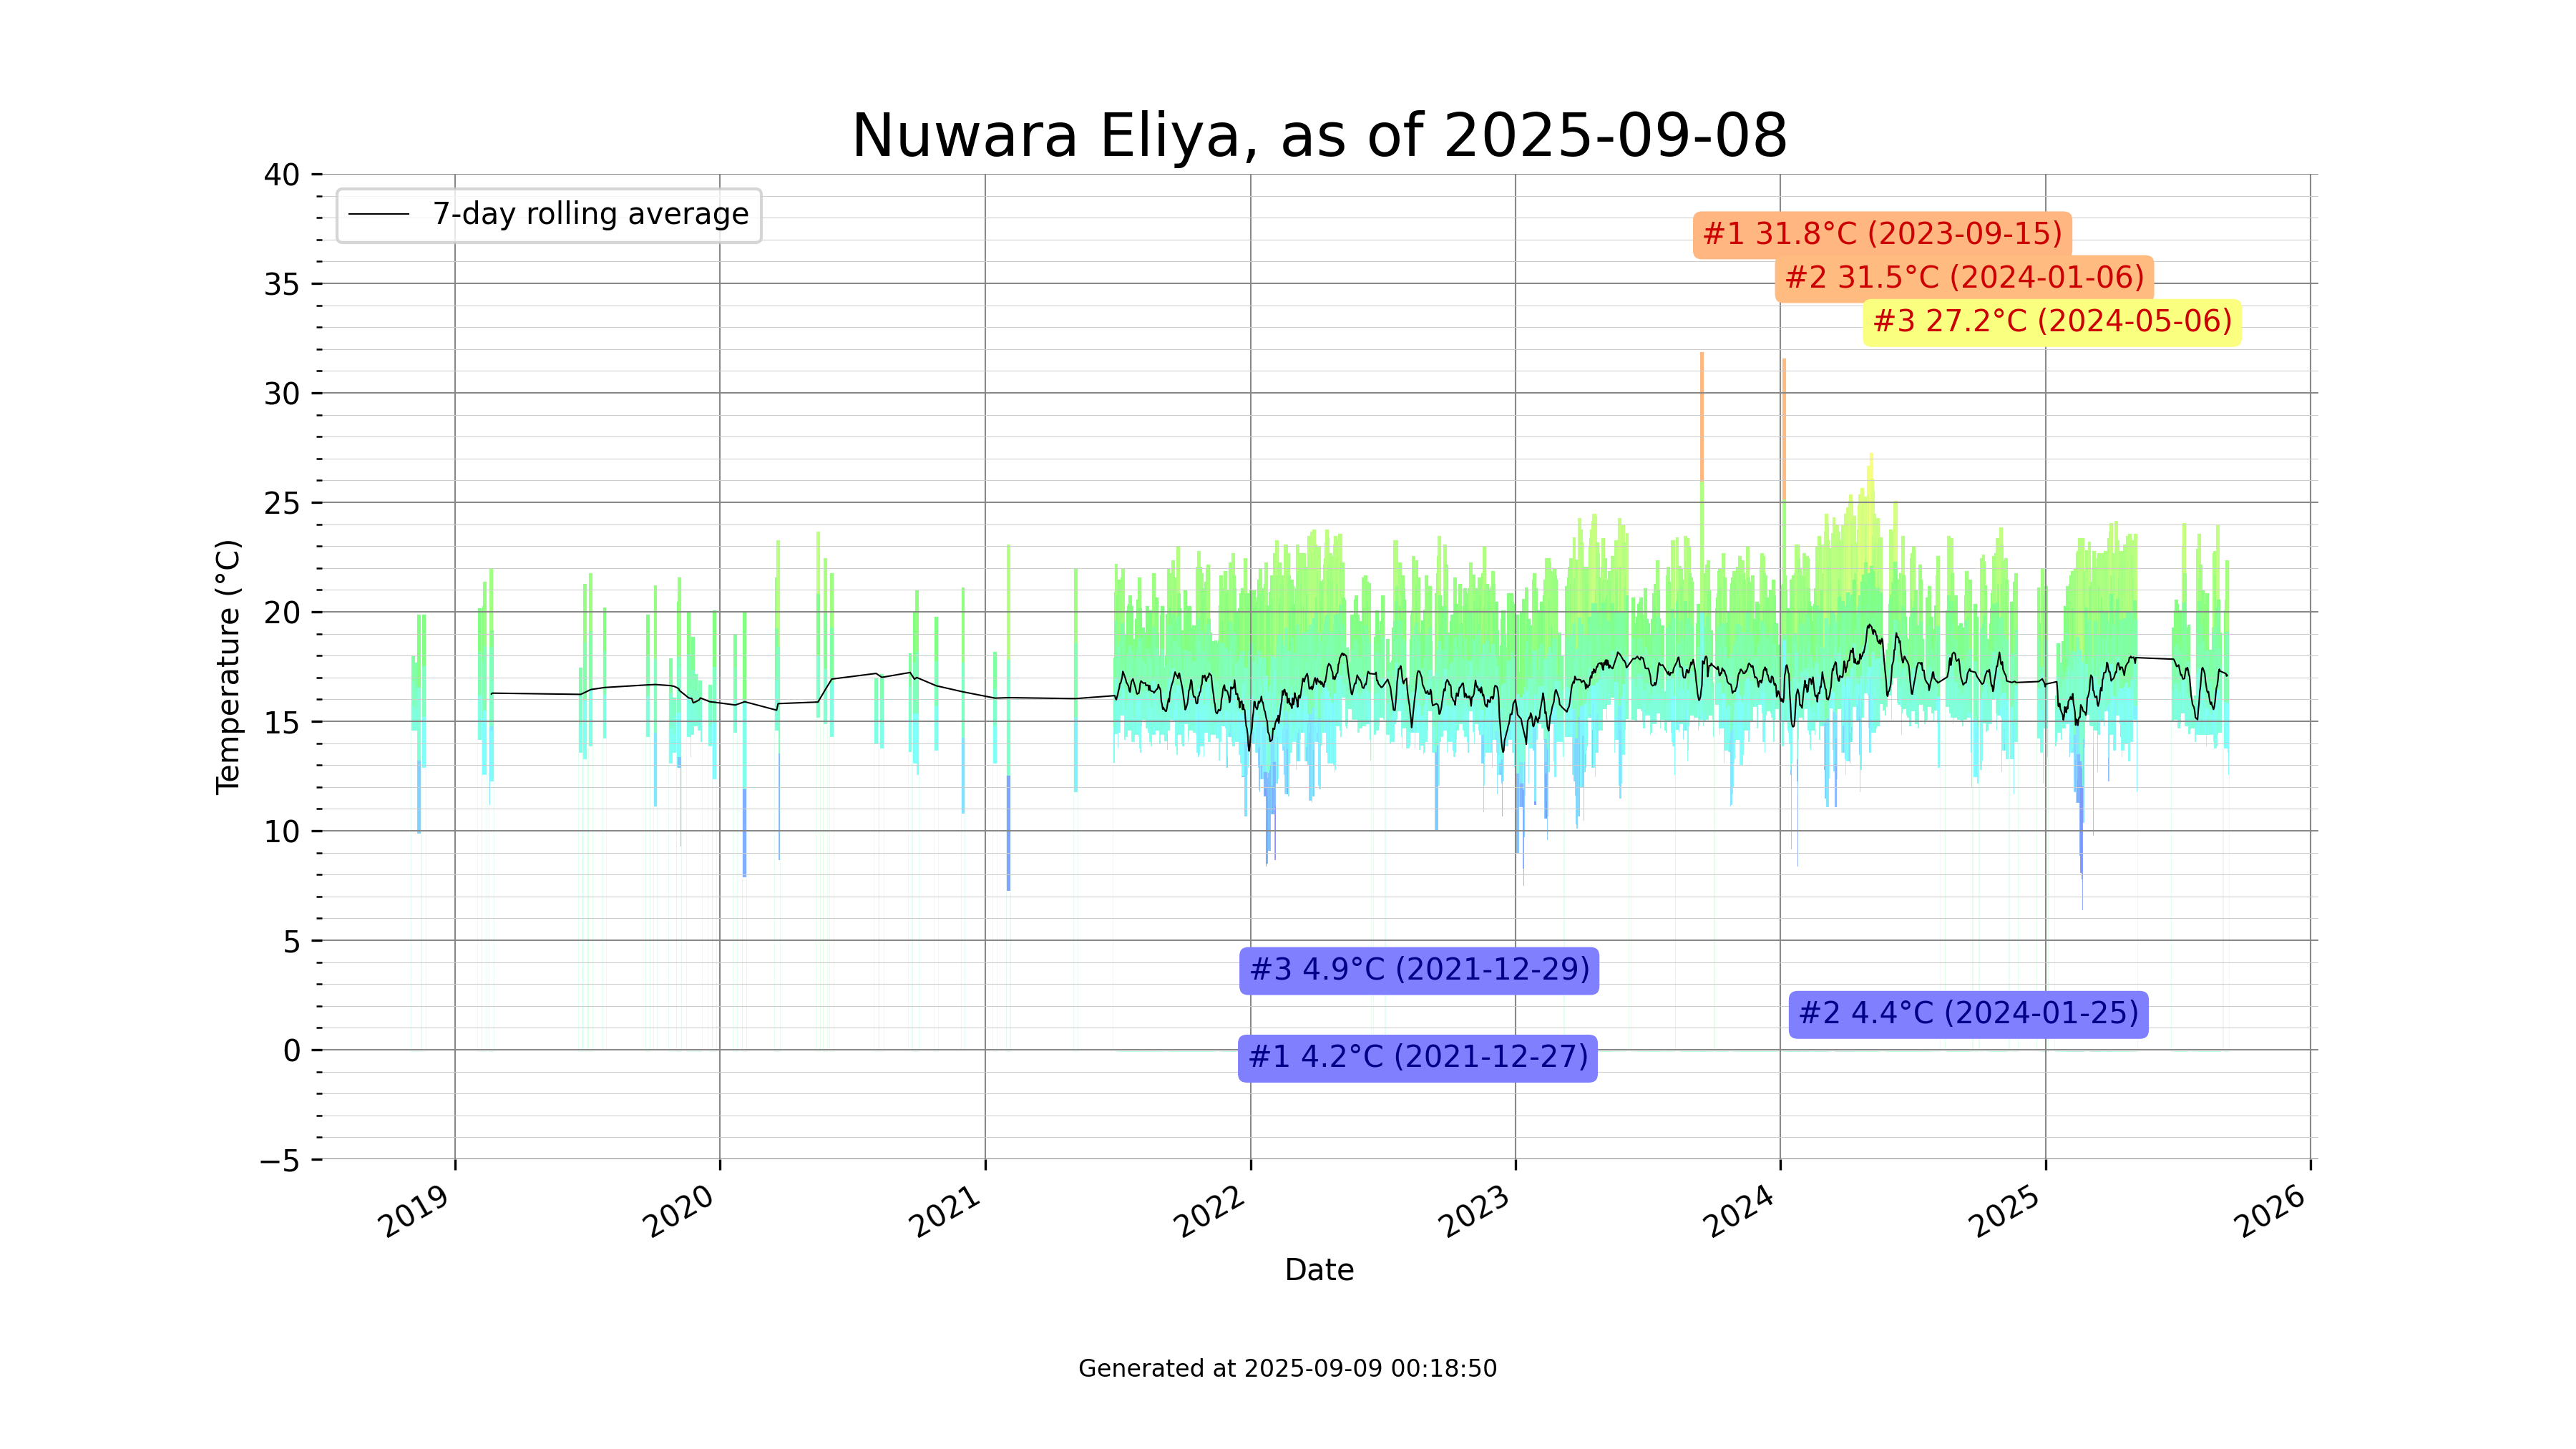 Nuwara Eliya, as of 2025-09-08
7-day rolling average
#1 31.8°C (2023-09-15)
#2 31.5°C (2024-01-06)
#3 27.2°C (2024-05-06)
#3 4.9°C (2021-12-29)
#2 4.4°C (2024-01-25)
#1 4.2°C (2021-12-27)
Temperature (°C)
40
35
30
25
20
15
10
5
0
−5
2019
2020
2021
2022
2023
2024
2025
2026
Date
Generated at 2025-09-09 00:18:50